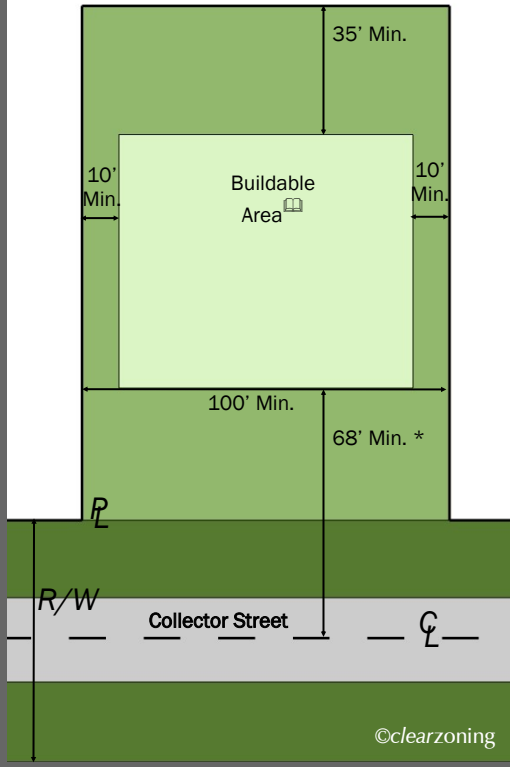 35’ Min.
10’
Min.
10’
Min.
Buildable
Area
100’ Min.
68’ Min. *
PL
R/W
Collector Street
CL
©clearzoning